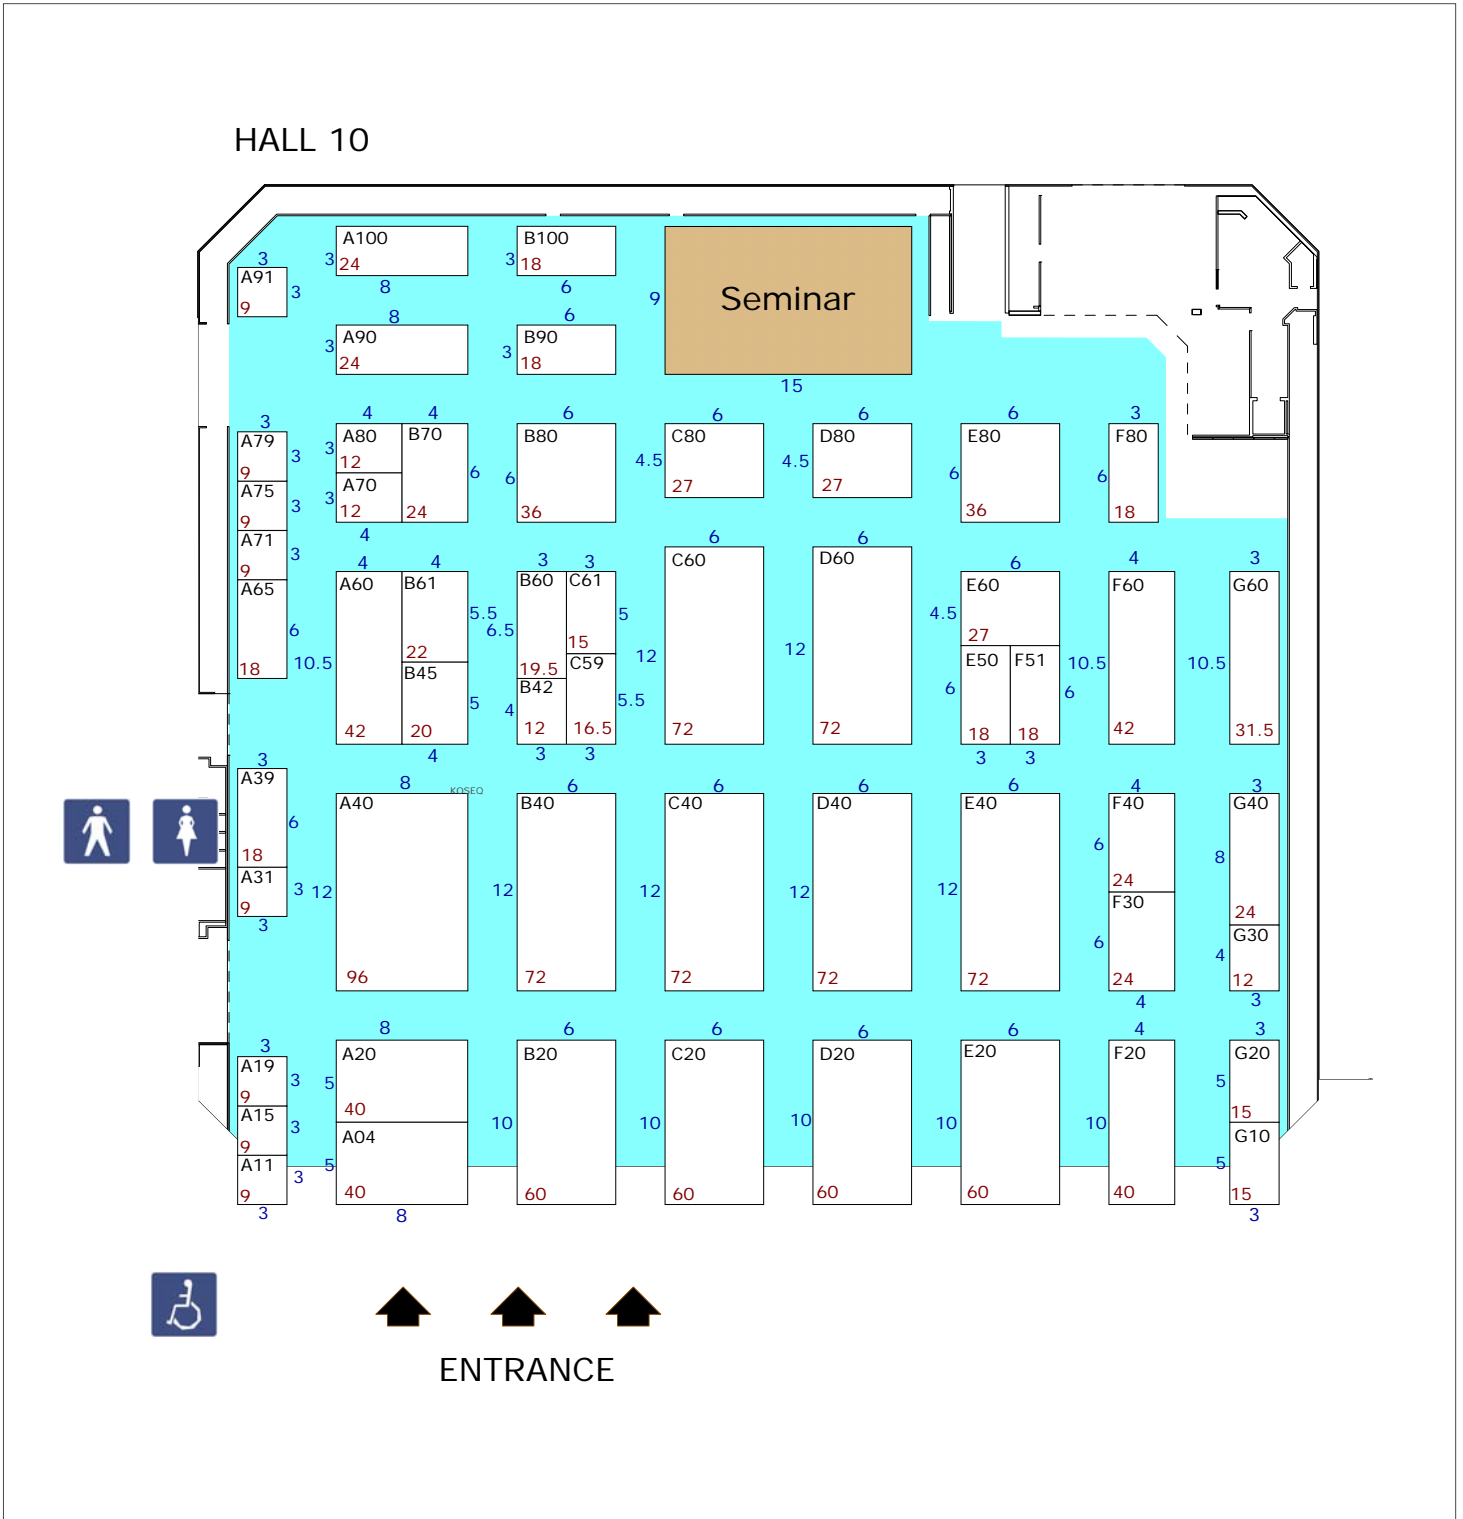 HALL 10
A100
24
3
8
B100
18
3
6
Seminar
9
15
3
A91
9
3
8
A90
24
3
6
B90
18
3
3
A79
9
3
A75
9
3
A71
9
3
A65
18
6
4
A80
12
3
A70
12
3
4
4
B70
24
6
6
B80
36
6
6
C80
27
4.5
6
D80
27
4.5
6
E80
36
6
3
F80
18
6
4
A60
42
10.5
4
B61
22
5.5
B45
20
5
4
3
B60
19.5
6.5
3
C61
15
5
B42
12
4
3
C59
16.5
5.5
3
6
C60
72
12
6
D60
72
12
6
E60
27
4.5
E50
18
6
3
F51
18
6
3
4
F60
42
10.5
3
G60
31.5
10.5
3
A39
18
6
A31
9
3
3
8
KOSEQ
A40
96
12
6
B40
72
12
6
C40
72
12
6
D40
72
12
6
E40
72
12
4
F40
24
6
F30
24
6
4
3
G40
24
8
G30
12
4
3
3
A19
9
3
A15
9
3
A11
9
3
3
8
A20
40
5
A04
40
5
8
6
B20
60
10
6
C20
60
10
6
D20
60
10
6
E20
60
10
4
F20
40
10
3
G20
15
5
G10
15
5
3
ENTRANCE